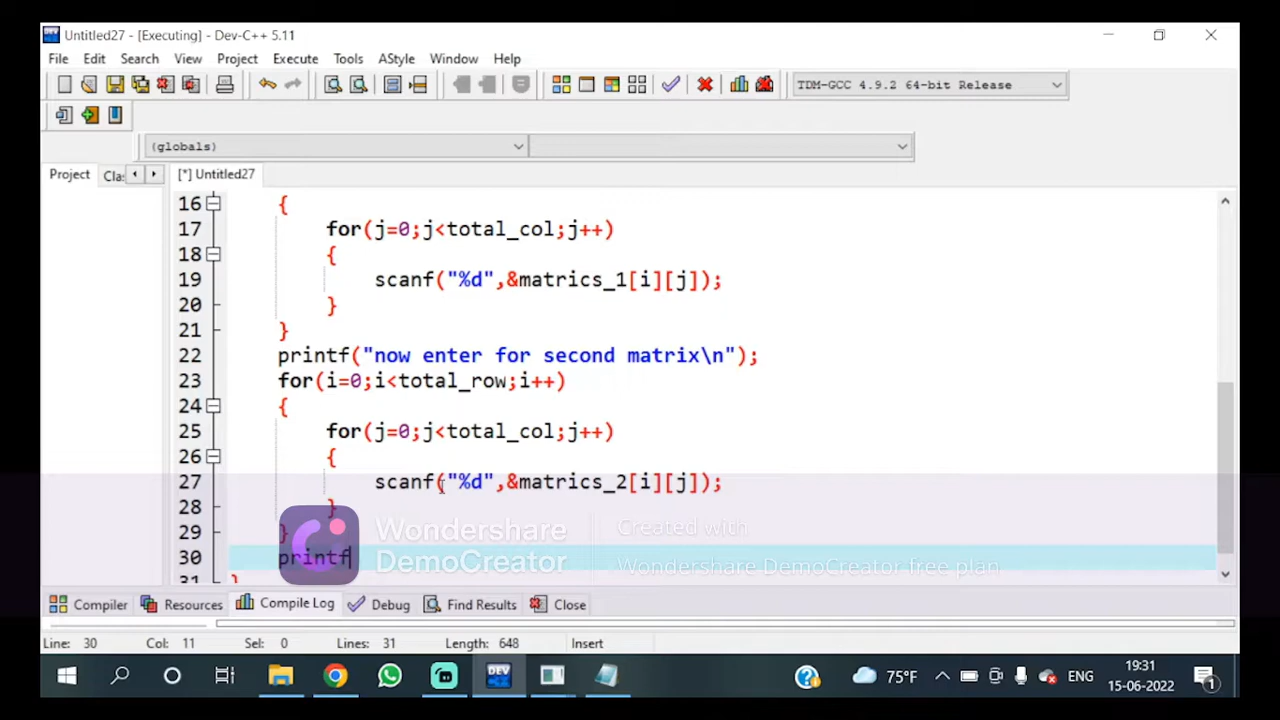 Untitled27 - [Executing] - Dev-C++ 5.11
File Edit Search View Project Execute Tools AStyle Window Help
TDM-GCC 4.9.2 64-bit Release
(globals)
Project Clas [*] Untitled27
16 {
17 for(j=0;j<total_col;j++)
18 {
19 scanf("%d",&matrics_1[i][j]);
20 }
21 }
22 printf("now enter for second matrix\n");
23 for(i=0;i<total_row;i++)
24 {
25 for(j=0;j<total_col;j++)
26 {
27 scanf("%d",&matrics_2[i][j]);
28 }
29 }
30 printf
31 }
Wondershare DemoCreator
Created with
Wondershare DemoCreator free plan
Compiler Resources Compile Log Debug Find Results Close
Line: 30 Col: 11 Sel: 0 Lines: 31 Length: 648 Insert
DEV
75°F ENG 19:31
15-06-2022 1